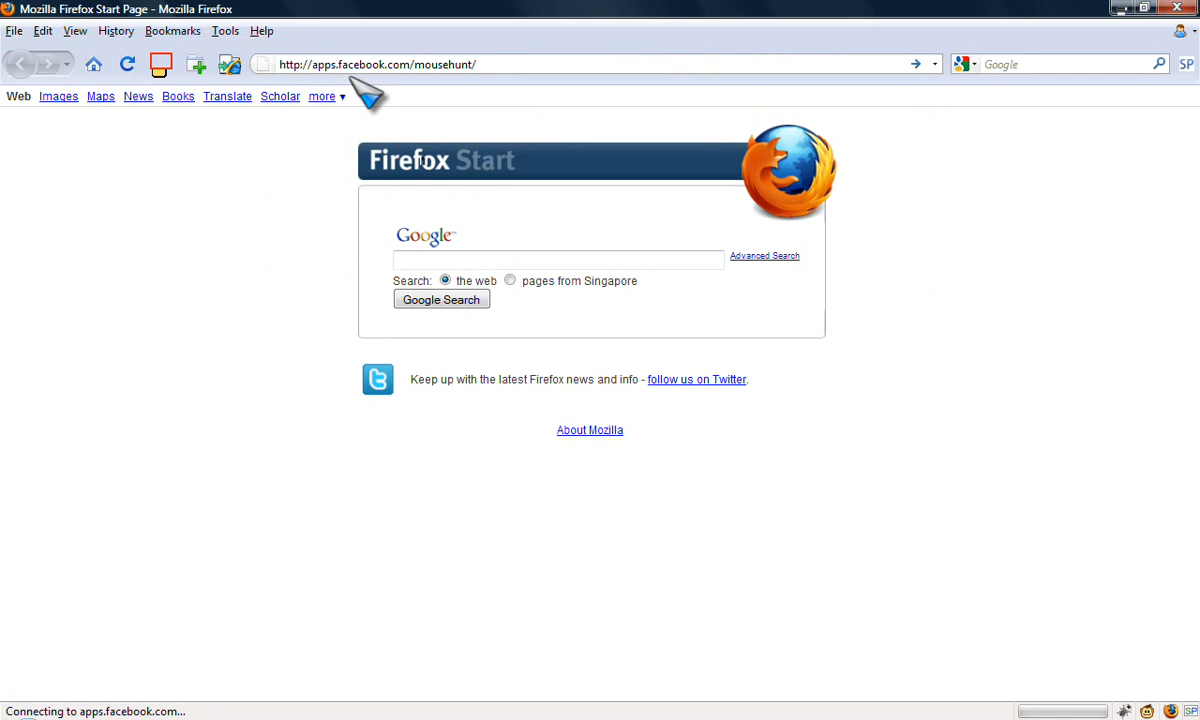 Mozilla Firefox Start Page - Mozilla Firefox
File Edit View History Bookmarks Tools Help
http://apps.facebook.com/mousehunt/ Google SP
Web Images Maps News Books Translate Scholar more ▼
Firefox Start
Google™
Advanced Search
Search: the web pages from Singapore
Google Search
Keep up with the latest Firefox news and info - follow us on Twitter.
About Mozilla
Connecting to apps.facebook.com... SP